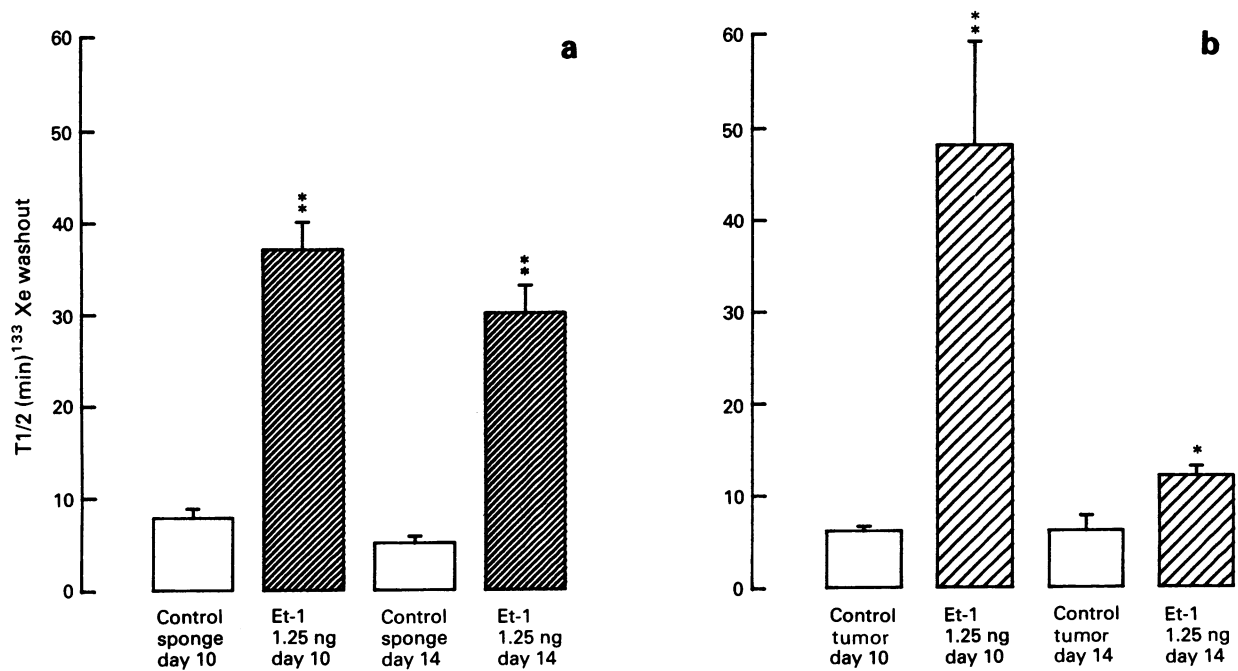 a
60
50
40
30
20
10
0
T1/2 (min) ¹³³ Xe washout
**
**
Control
sponge
day 10
Et-1
1.25 ng
day 10
Control
sponge
day 14
Et-1
1.25 ng
day 14
b
60
50
40
30
20
10
0
**
*
Control
tumor
day 10
Et-1
1.25 ng
day 10
Control
tumor
day 14
Et-1
1.25 ng
day 14